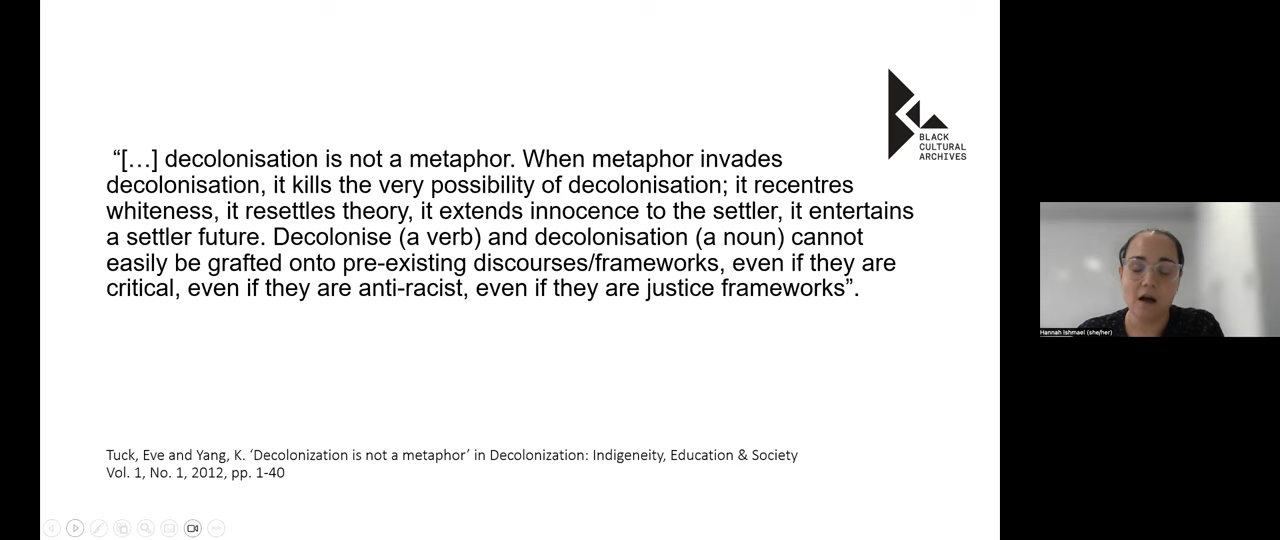 BLACK
CULTURAL
ARCHIVES
“[…] decolonisation is not a metaphor. When metaphor invades
decolonisation, it kills the very possibility of decolonisation; it recentres
whiteness, it resettles theory, it extends innocence to the settler, it entertains
a settler future. Decolonise (a verb) and decolonisation (a noun) cannot
easily be grafted onto pre-existing discourses/frameworks, even if they are
critical, even if they are anti-racist, even if they are justice frameworks”.
Hannah Ishmael (she/her)
Tuck, Eve and Yang, K. ‘Decolonization is not a metaphor’ in Decolonization: Indigeneity, Education & Society
Vol. 1, No. 1, 2012, pp. 1-40